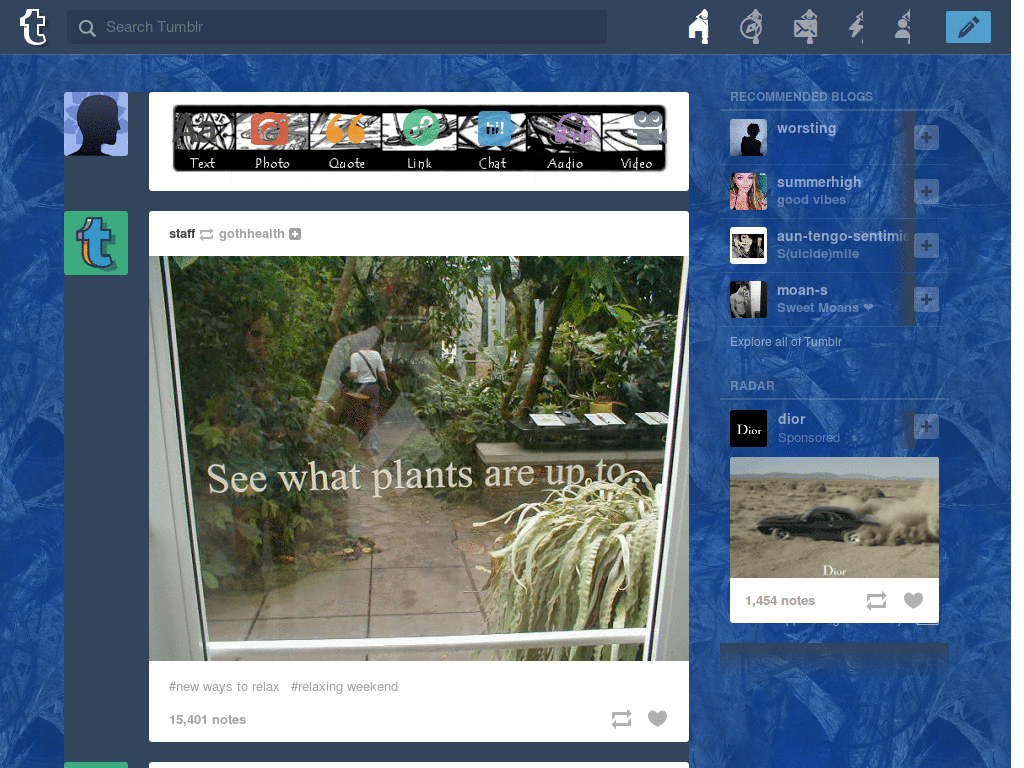 Search Tumblr
Text Photo Quote Link Chat Audio Video
hi!
staff gothhealth
See what plants are up to...
#new ways to relax #relaxing weekend
15,401 notes
RECOMMENDED BLOGS
worsting
summerhigh
good vibes
aun-tengo-sentimie
S(uicide)mile
moan-s
Sweet Moans ❤
Explore all of Tumblr
RADAR
Dior
dior
Sponsored
Dior
1,454 notes